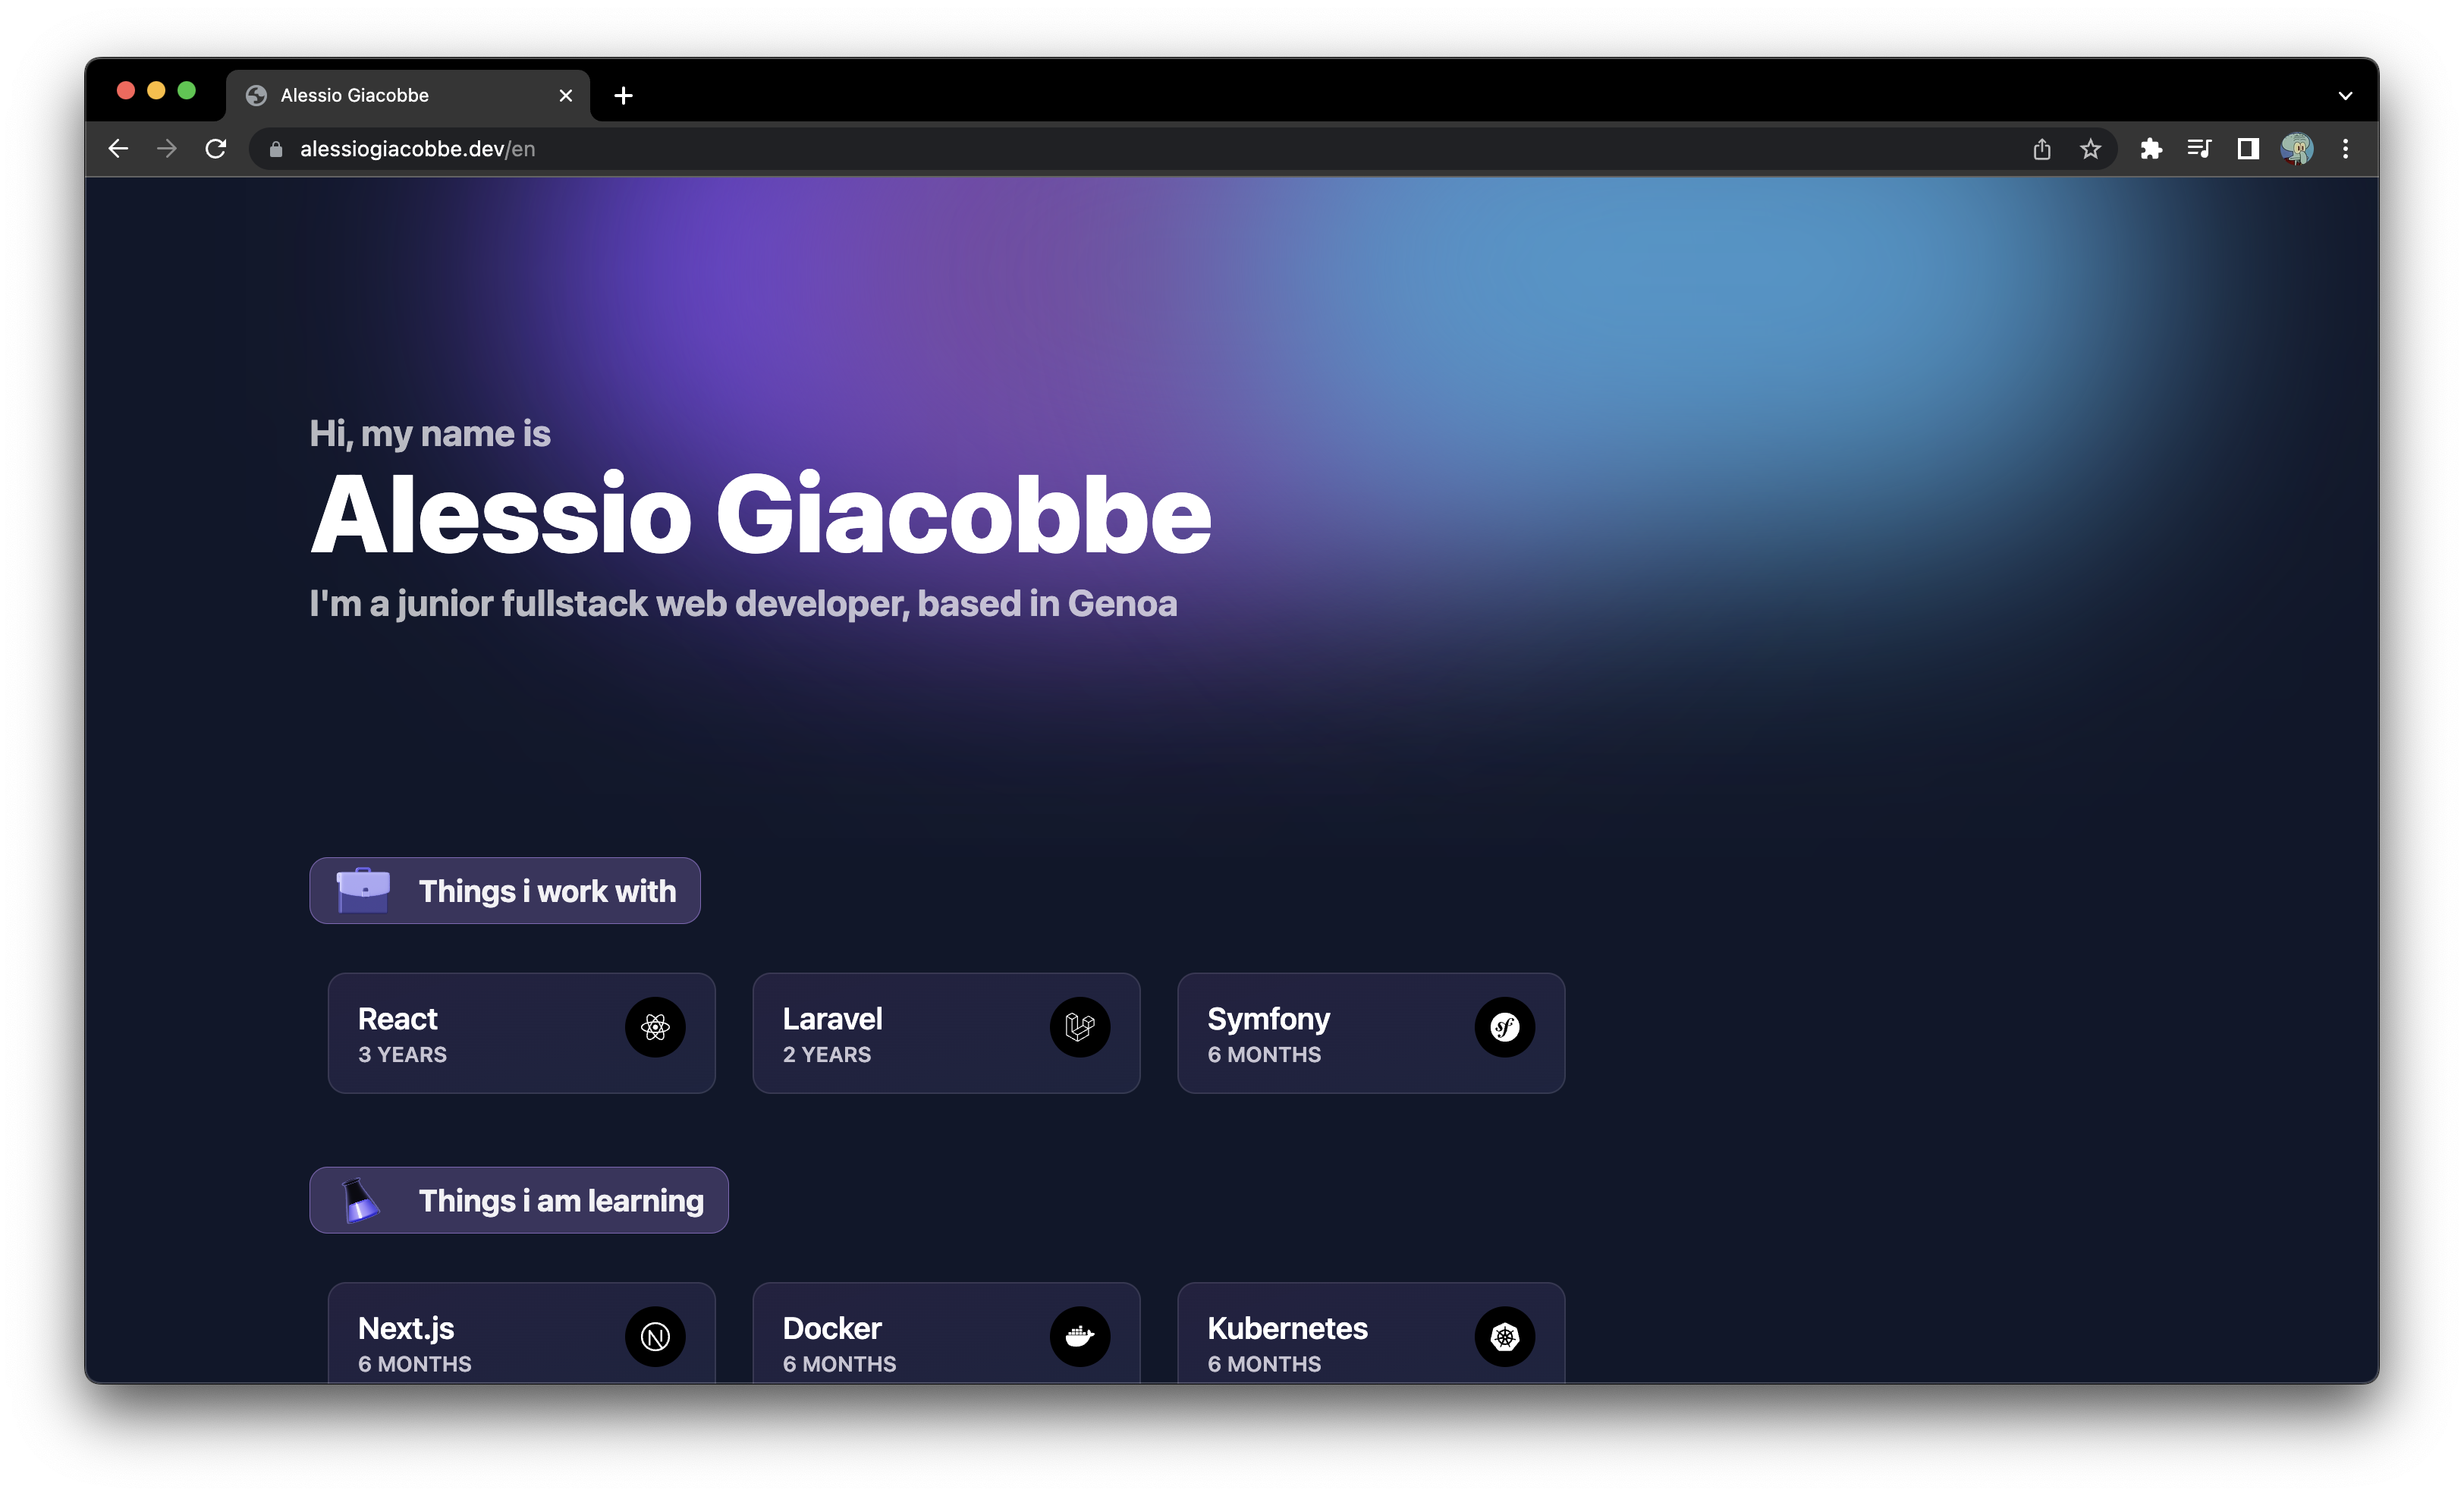 Alessio Giacobbe
alessiogiacobbe.dev/en
Hi, my name is
Alessio Giacobbe
I'm a junior fullstack web developer, based in Genoa
Things i work with
React
3 YEARS
Laravel
2 YEARS
Symfony
6 MONTHS
sf
Things i am learning
Next.js
6 MONTHS
N
Docker
6 MONTHS
Kubernetes
6 MONTHS